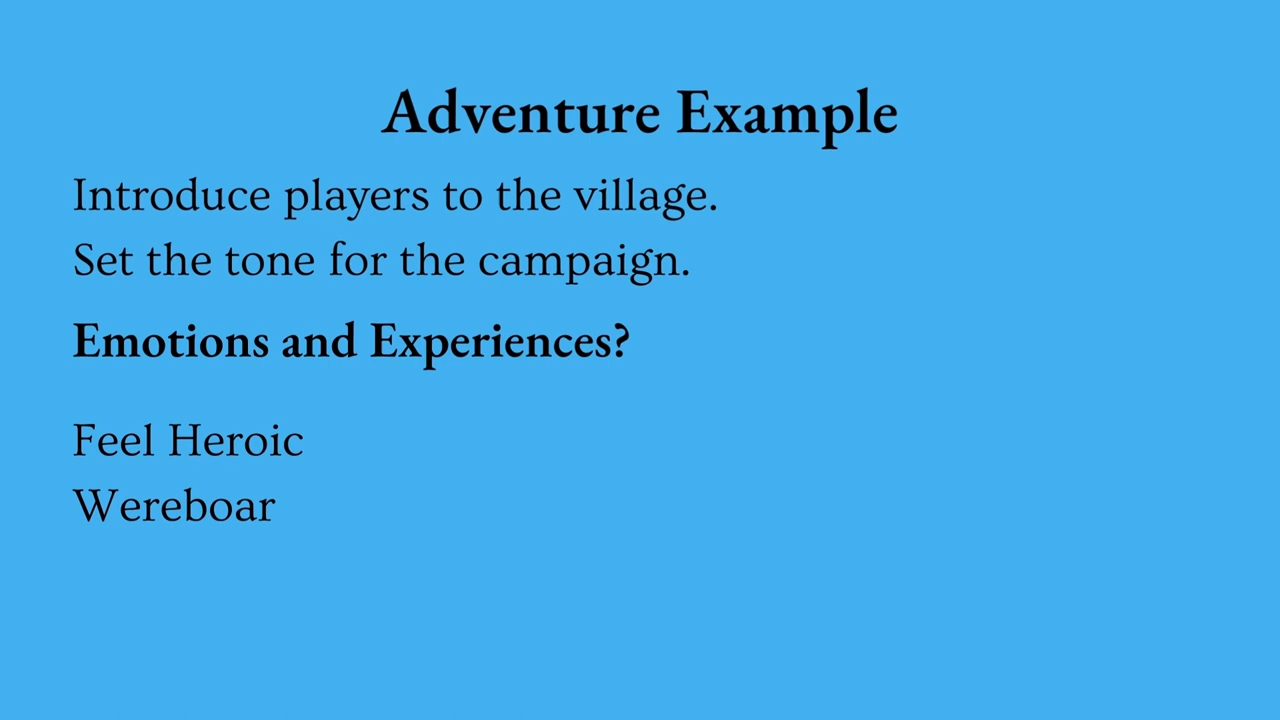 Adventure Example
Introduce players to the village.
Set the tone for the campaign.
Emotions and Experiences?
Feel Heroic
Wereboar